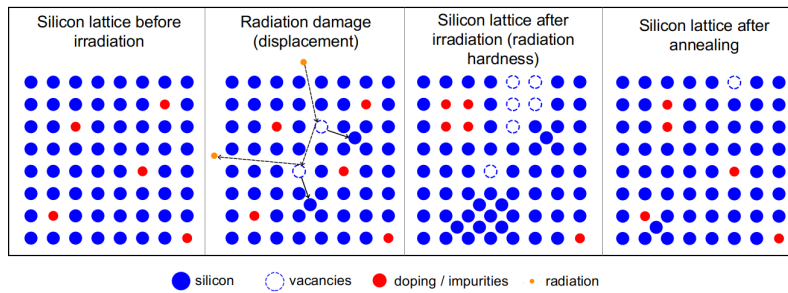 Silicon lattice before
irradiation
Radiation damage
(displacement)
Silicon lattice after
irradiation (radiation
hardness)
Silicon lattice after
annealing
silicon
vacancies
doping / impurities
radiation